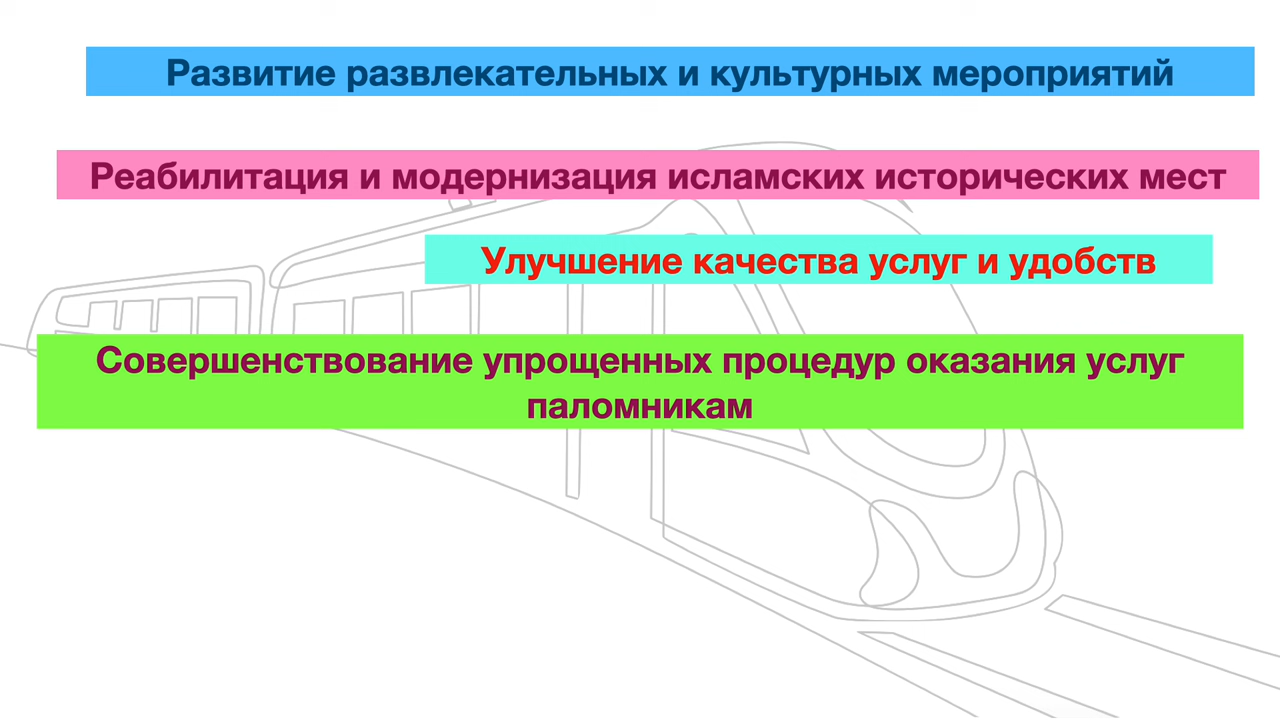 Развитие развлекательных и культурных мероприятий
Реабилитация и модернизация исламских исторических мест
Улучшение качества услуг и удобств
Совершенствование упрощенных процедур оказания услуг
паломникам